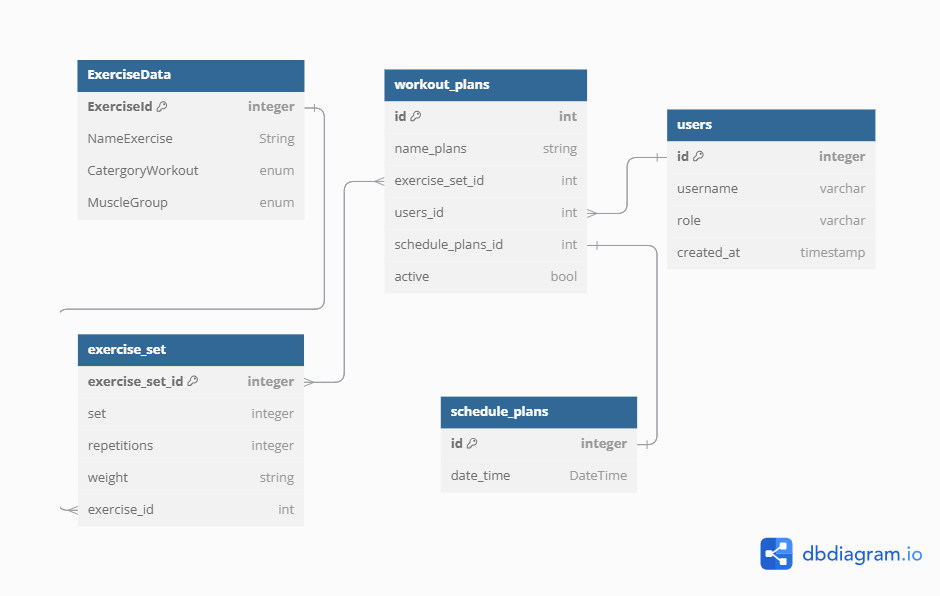 ExerciseData
ExerciseId integer
NameExercise String
CatergoryWorkout enum
MuscleGroup enum
workout_plans
id int
name_plans string
exercise_set_id int
users_id int
schedule_plans_id int
active bool
users
id integer
username varchar
role varchar
created_at timestamp
exercise_set
exercise_set_id integer
set integer
repetitions integer
weight string
exercise_id int
schedule_plans
id integer
date_time DateTime
dbdiagram.io